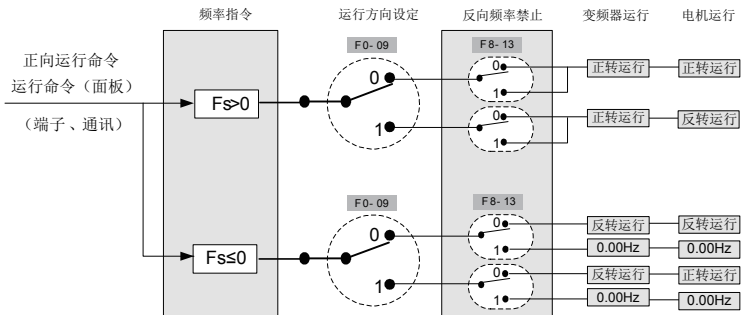 频率指令 运行方向设定 反向频率禁止 变频器运行 电机运行
正向运行命令
运行命令（面板）
（端子、通讯）
F0-09 F8-13
Fs>0
0 0 正转运行 正转运行
1
1 0 正转运行 反转运行
1
F0-09 F8-13
Fs≤0
0 0 反转运行 反转运行
1 0.00Hz 0.00Hz
1 0 反转运行 正转运行
1 0.00Hz 0.00Hz